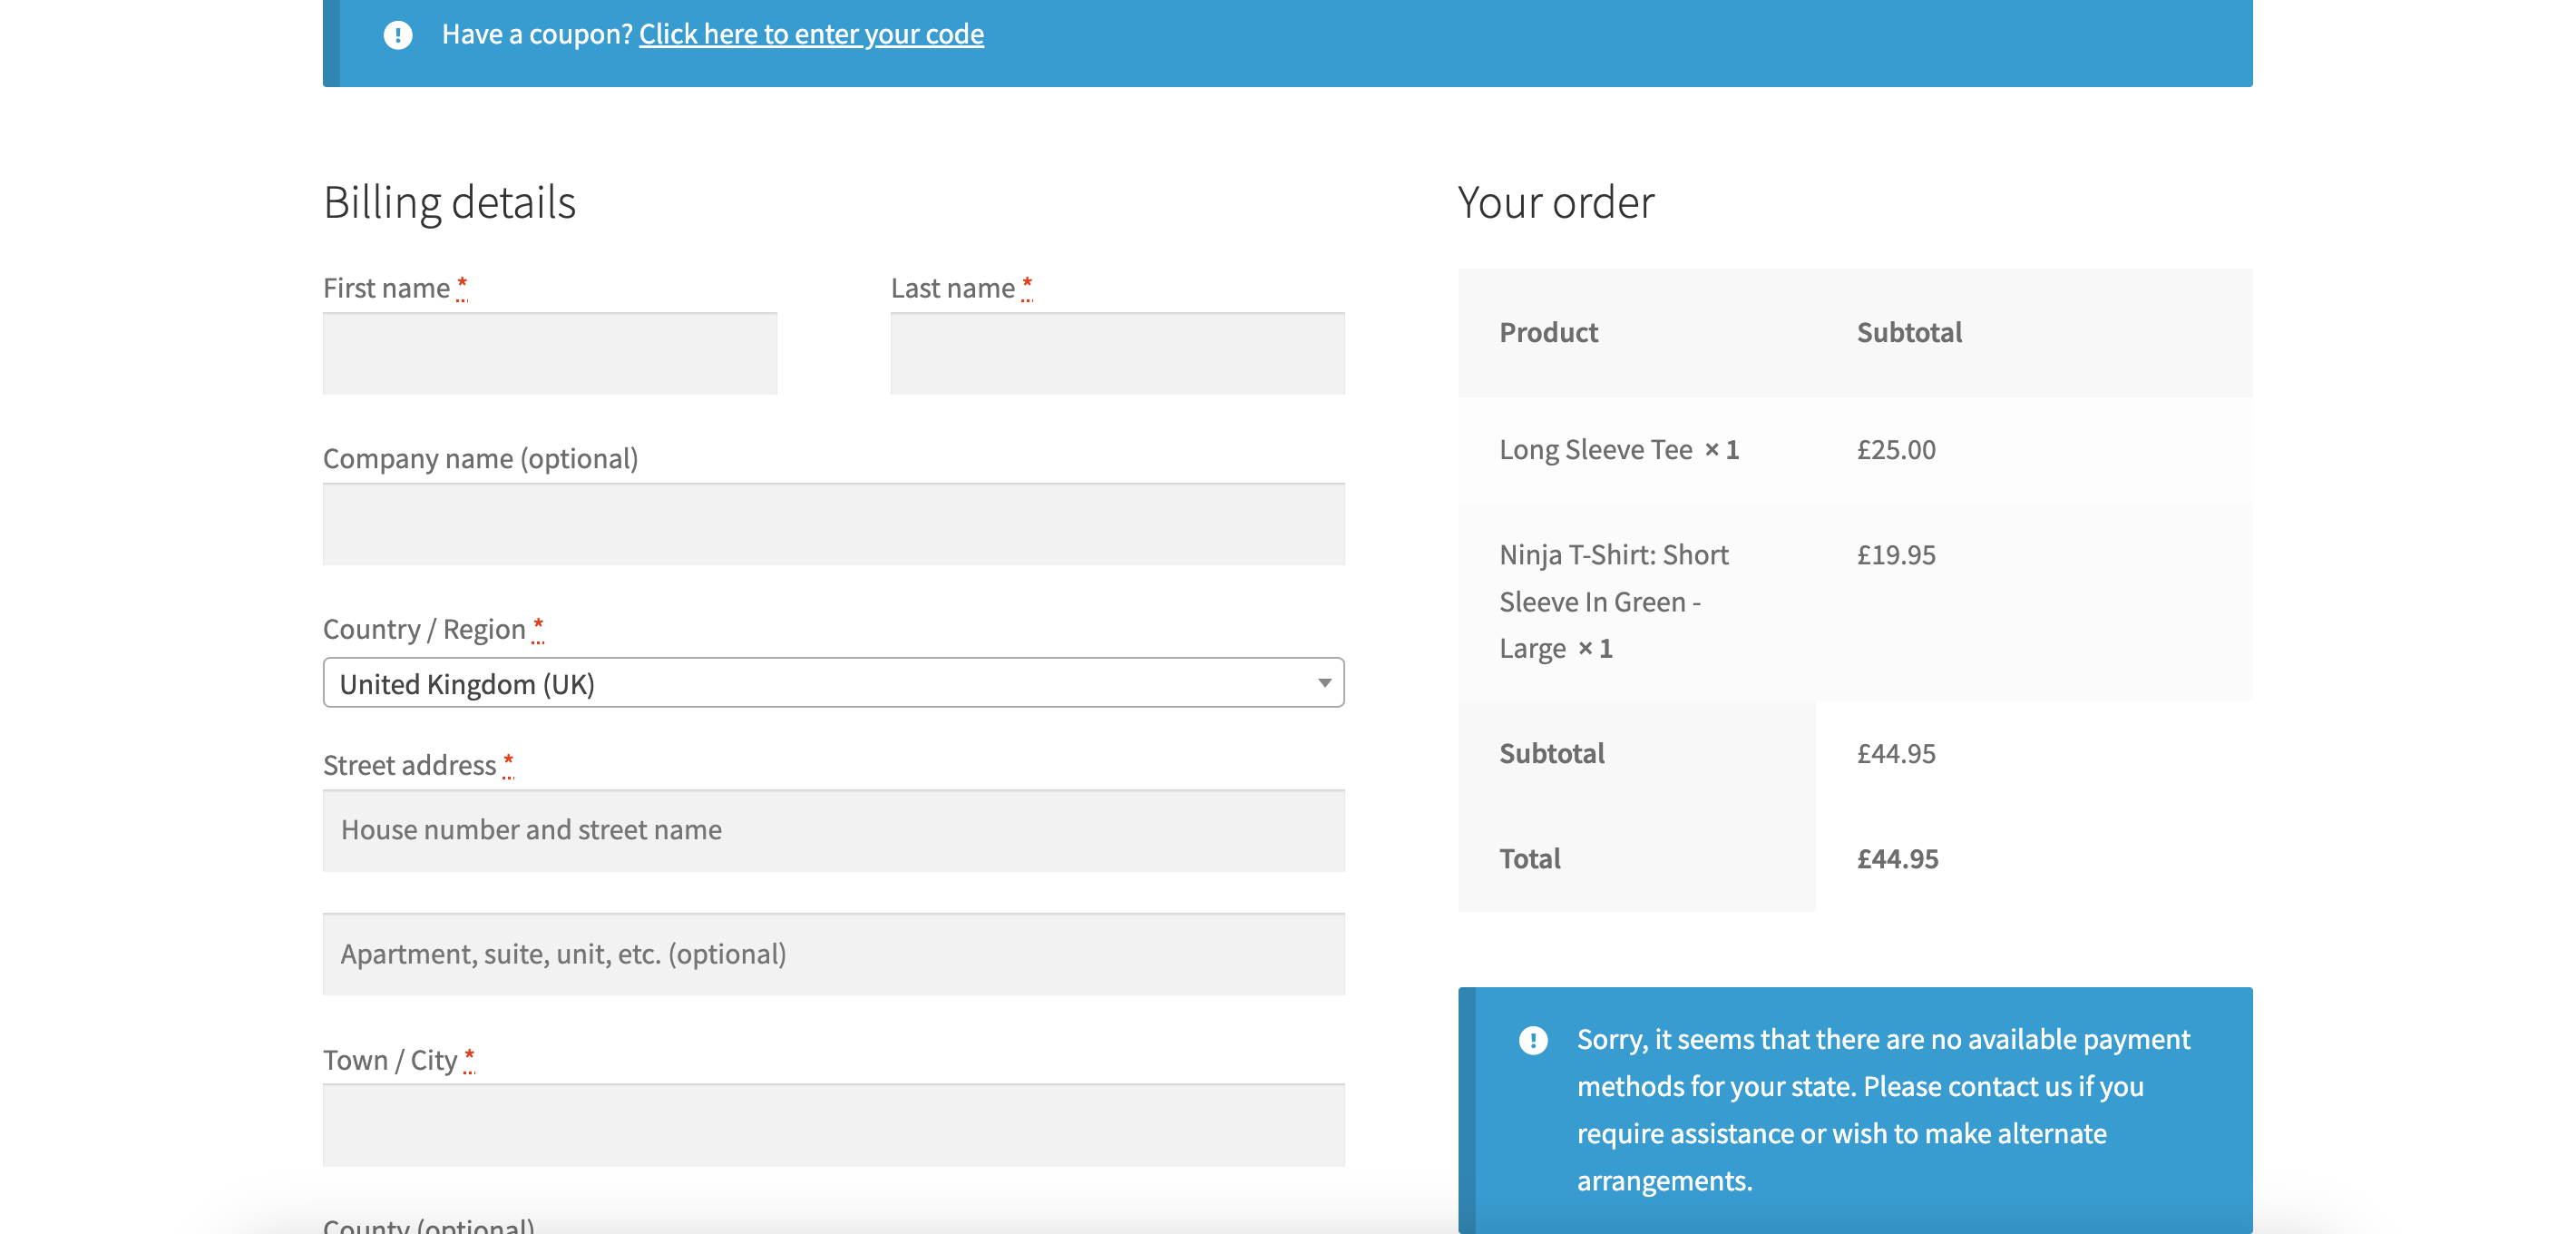 Have a coupon? Click here to enter your code
Billing details
First name *
Last name *
Company name (optional)
Country / Region *
United Kingdom (UK)
Street address *
House number and street name
Apartment, suite, unit, etc. (optional)
Town / City *
County (optional)
Your order
Product Subtotal
Long Sleeve Tee × 1 £25.00
Ninja T-Shirt: Short £19.95
Sleeve In Green -
Large × 1
Subtotal £44.95
Total £44.95
Sorry, it seems that there are no available payment
methods for your state. Please contact us if you
require assistance or wish to make alternate
arrangements.